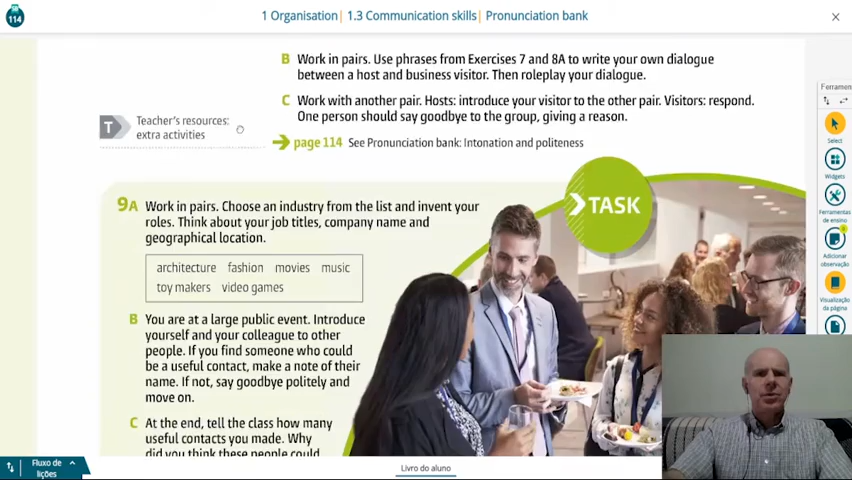 114
1 Organisation| 1.3 Communication skills| Pronunciation bank
B Work in pairs. Use phrases from Exercises 7 and 8A to write your own dialogue
between a host and business visitor. Then roleplay your dialogue.
C Work with another pair. Hosts: introduce your visitor to the other pair. Visitors: respond.
One person should say goodbye to the group, giving a reason.
T Teacher's resources:
extra activities
page 114 See Pronunciation bank: Intonation and politeness
TASK
9A Work in pairs. Choose an industry from the list and invent your
roles. Think about your job titles, company name and
geographical location.
architecture fashion movies music
toy makers video games
B You are at a large public event. Introduce
yourself and your colleague to other
people. If you find someone who could
be a useful contact, make a note of their
name. If not, say goodbye politely and
move on.
C At the end, tell the class how many
useful contacts you made. Why
did you think these people could
Ferramen
Select
Widgets
Ferramentas
de ensino
Adicionar
observação
Visualização
da página
Fluxo de
lições
Livro do aluno